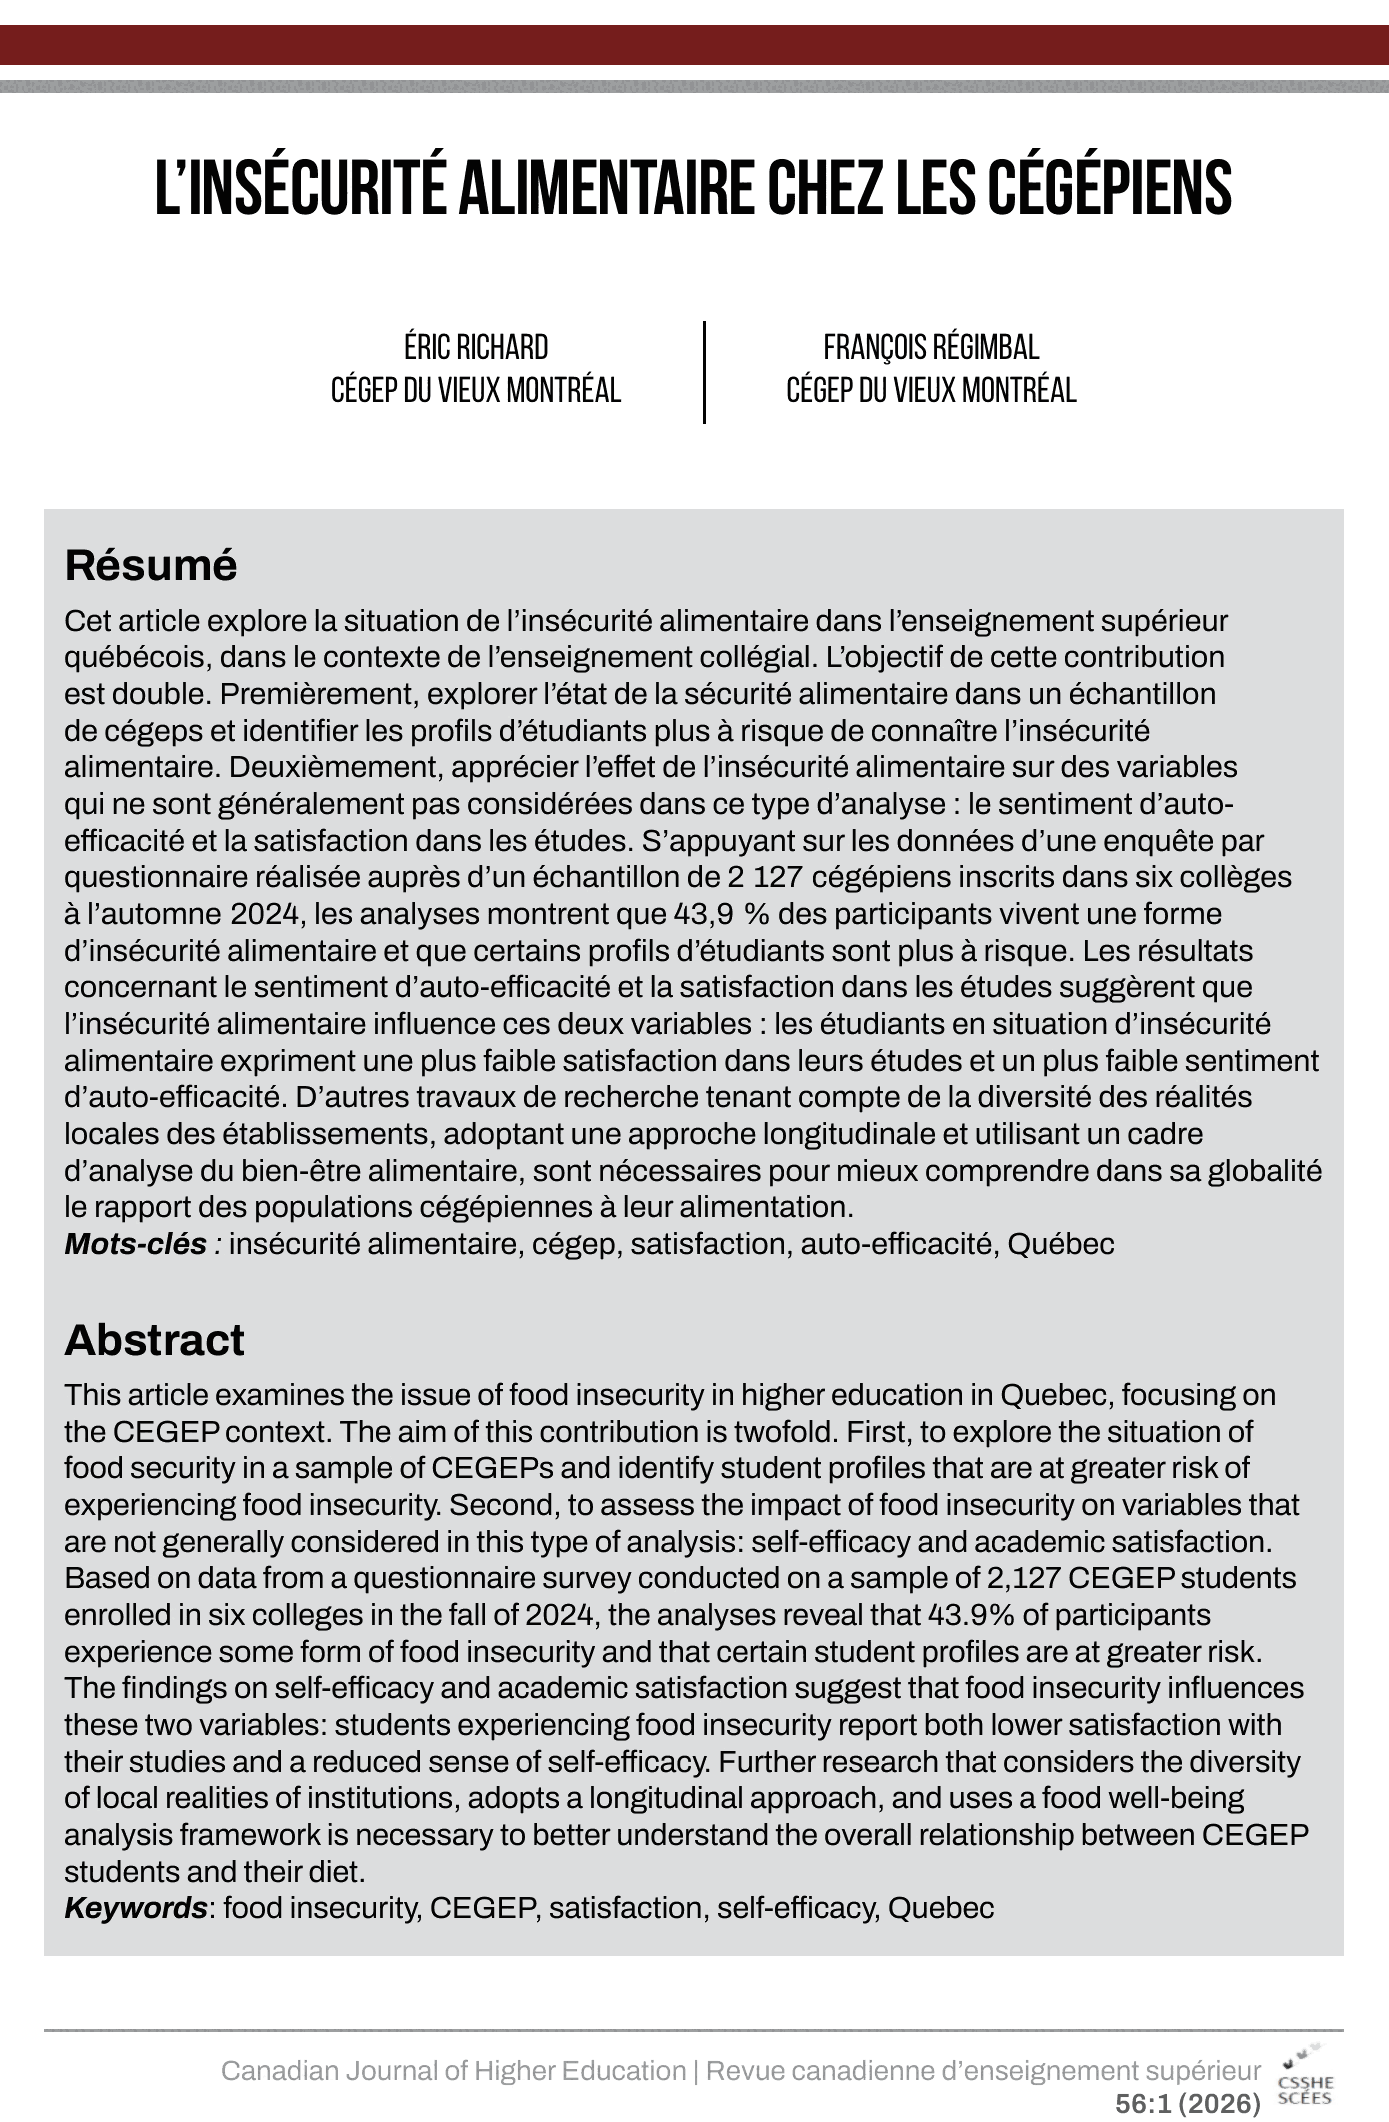 L’INSÉCURITÉ ALIMENTAIRE CHEZ LES CÉGÉPIENS
ÉRIC RICHARD
CÉGEP DU VIEUX MONTRÉAL
FRANÇOIS RÉGIMBAL
CÉGEP DU VIEUX MONTRÉAL
Résumé
Cet article explore la situation de l’insécurité alimentaire dans l’enseignement supérieur
québécois, dans le contexte de l’enseignement collégial. L’objectif de cette contribution
est double. Premièrement, explorer l’état de la sécurité alimentaire dans un échantillon
de cégeps et identifier les profils d’étudiants plus à risque de connaître l’insécurité
alimentaire. Deuxièmement, apprécier l’effet de l’insécurité alimentaire sur des variables
qui ne sont généralement pas considérées dans ce type d’analyse : le sentiment d’auto-
efficacité et la satisfaction dans les études. S’appuyant sur les données d’une enquête par
questionnaire réalisée auprès d’un échantillon de 2 127 cégépiens inscrits dans six collèges
à l’automne 2024, les analyses montrent que 43,9 % des participants vivent une forme
d’insécurité alimentaire et que certains profils d’étudiants sont plus à risque. Les résultats
concernant le sentiment d’auto-efficacité et la satisfaction dans les études suggèrent que
l’insécurité alimentaire influence ces deux variables : les étudiants en situation d’insécurité
alimentaire expriment une plus faible satisfaction dans leurs études et un plus faible sentiment
d’auto-efficacité. D’autres travaux de recherche tenant compte de la diversité des réalités
locales des établissements, adoptant une approche longitudinale et utilisant un cadre
d’analyse du bien-être alimentaire, sont nécessaires pour mieux comprendre dans sa globalité
le rapport des populations cégépiennes à leur alimentation.
Mots-clés : insécurité alimentaire, cégep, satisfaction, auto-efficacité, Québec
Abstract
This article examines the issue of food insecurity in higher education in Quebec, focusing on
the CEGEP context. The aim of this contribution is twofold. First, to explore the situation of
food security in a sample of CEGEPs and identify student profiles that are at greater risk of
experiencing food insecurity. Second, to assess the impact of food insecurity on variables that
are not generally considered in this type of analysis: self-efficacy and academic satisfaction.
Based on data from a questionnaire survey conducted on a sample of 2,127 CEGEP students
enrolled in six colleges in the fall of 2024, the analyses reveal that 43.9% of participants
experience some form of food insecurity and that certain student profiles are at greater risk.
The findings on self-efficacy and academic satisfaction suggest that food insecurity influences
these two variables: students experiencing food insecurity report both lower satisfaction with
their studies and a reduced sense of self-efficacy. Further research that considers the diversity
of local realities of institutions, adopts a longitudinal approach, and uses a food well-being
analysis framework is necessary to better understand the overall relationship between CEGEP
students and their diet.
Keywords: food insecurity, CEGEP, satisfaction, self-efficacy, Quebec
Canadian Journal of Higher Education | Revue canadienne d’enseignement supérieur
56:1 (2026)
CSSHE
SCÉES